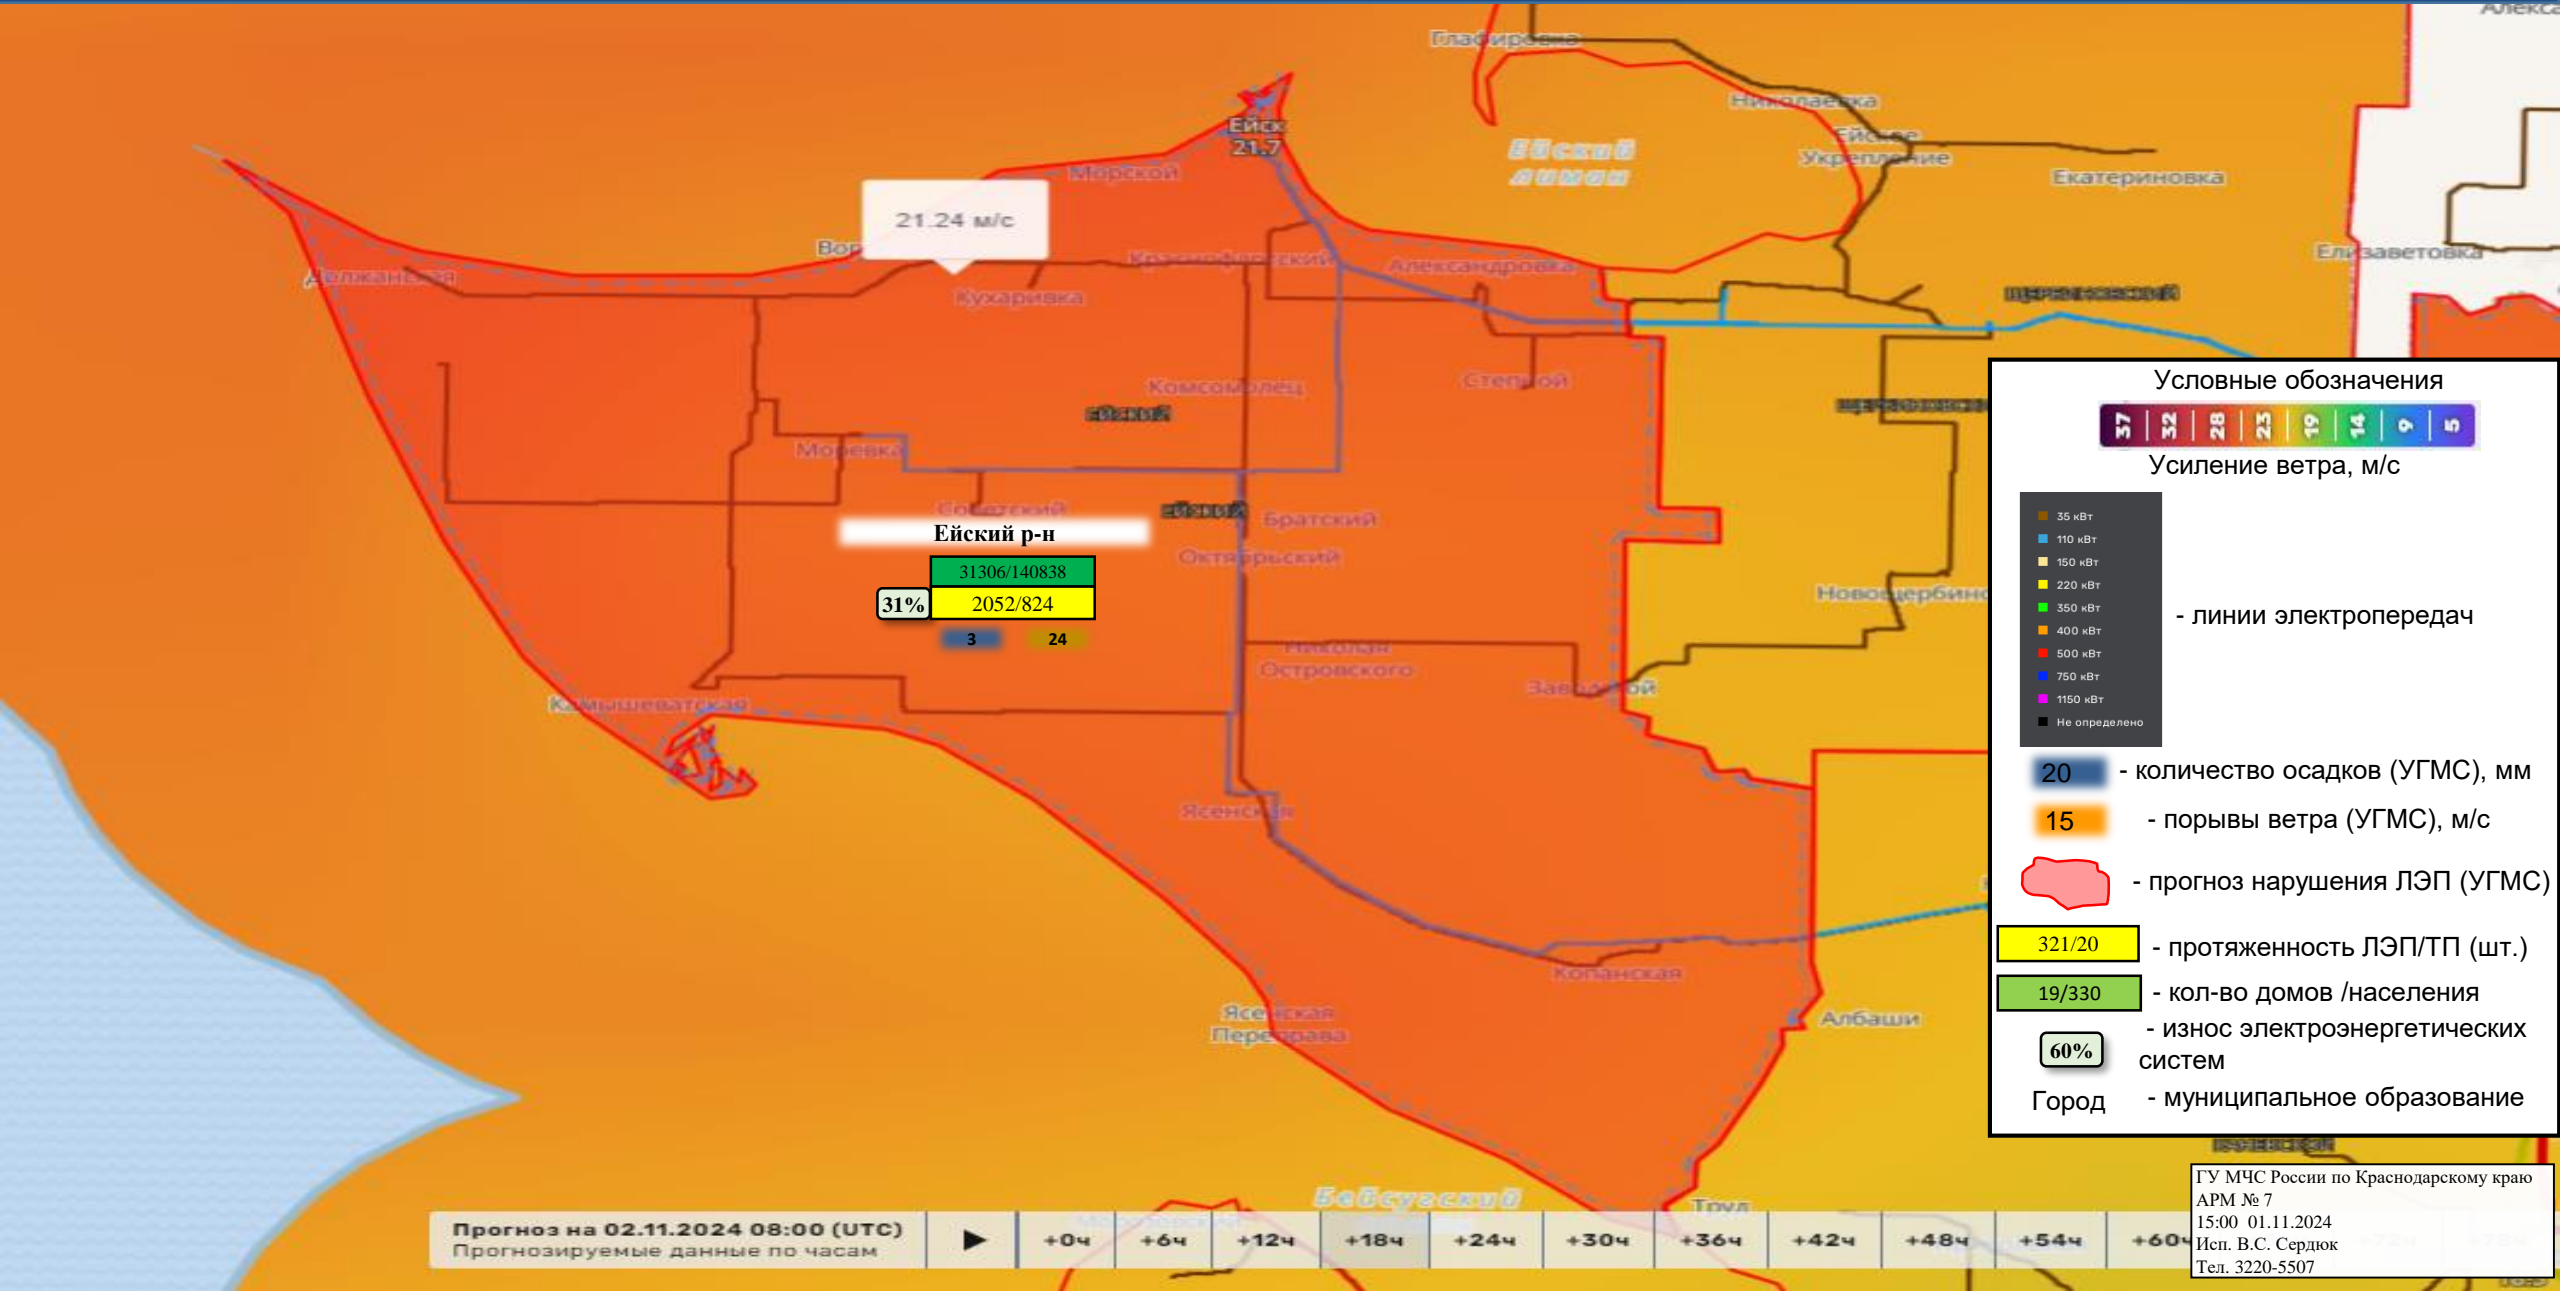 Глафировка
Николаевка
Ейск
21.7
Ейский
лиман
Ейское
Укрепление
Екатериновка
Морской
21.24 м/с
Елизаветовка
Должанская
Кухаривка
Краснофлотский
Александровка
ЩЕРБИНОВСКИЙ
Комсомолец
Степной
ЕЙСКИЙ
Моревка
Советский
ЕЙСКИЙ
Братский
Октябрьский
Ейский р-н
31306/140838
31%
2052/824
3
24
Николая
Островского
Заводской
Камышеватская
Ясенская
Копанская
Ясенская
Переправа
Албаши
Бейсугский
Труд
Условные обозначения
37 32 28 23 19 14 9 5
Усиление ветра, м/с
35 кВт
110 кВт
150 кВт
220 кВт
350 кВт
400 кВт
500 кВт
750 кВт
1150 кВт
Не определено
- линии электропередач
20 - количество осадков (УГМС), мм
15 - порывы ветра (УГМС), м/с
- прогноз нарушения ЛЭП (УГМС)
321/20 - протяженность ЛЭП/ТП (шт.)
19/330 - кол-во домов /населения
60% - износ электроэнергетических
систем
Город - муниципальное образование
Прогноз на 02.11.2024 08:00 (UTC)
Прогнозируемые данные по часам
+0ч +6ч +12ч +18ч +24ч +30ч +36ч +42ч +48ч +54ч +60ч
ГУ МЧС России по Краснодарскому краю
АРМ № 7
15:00 01.11.2024
Исп. В.С. Сердюк
Тел. 3220-5507